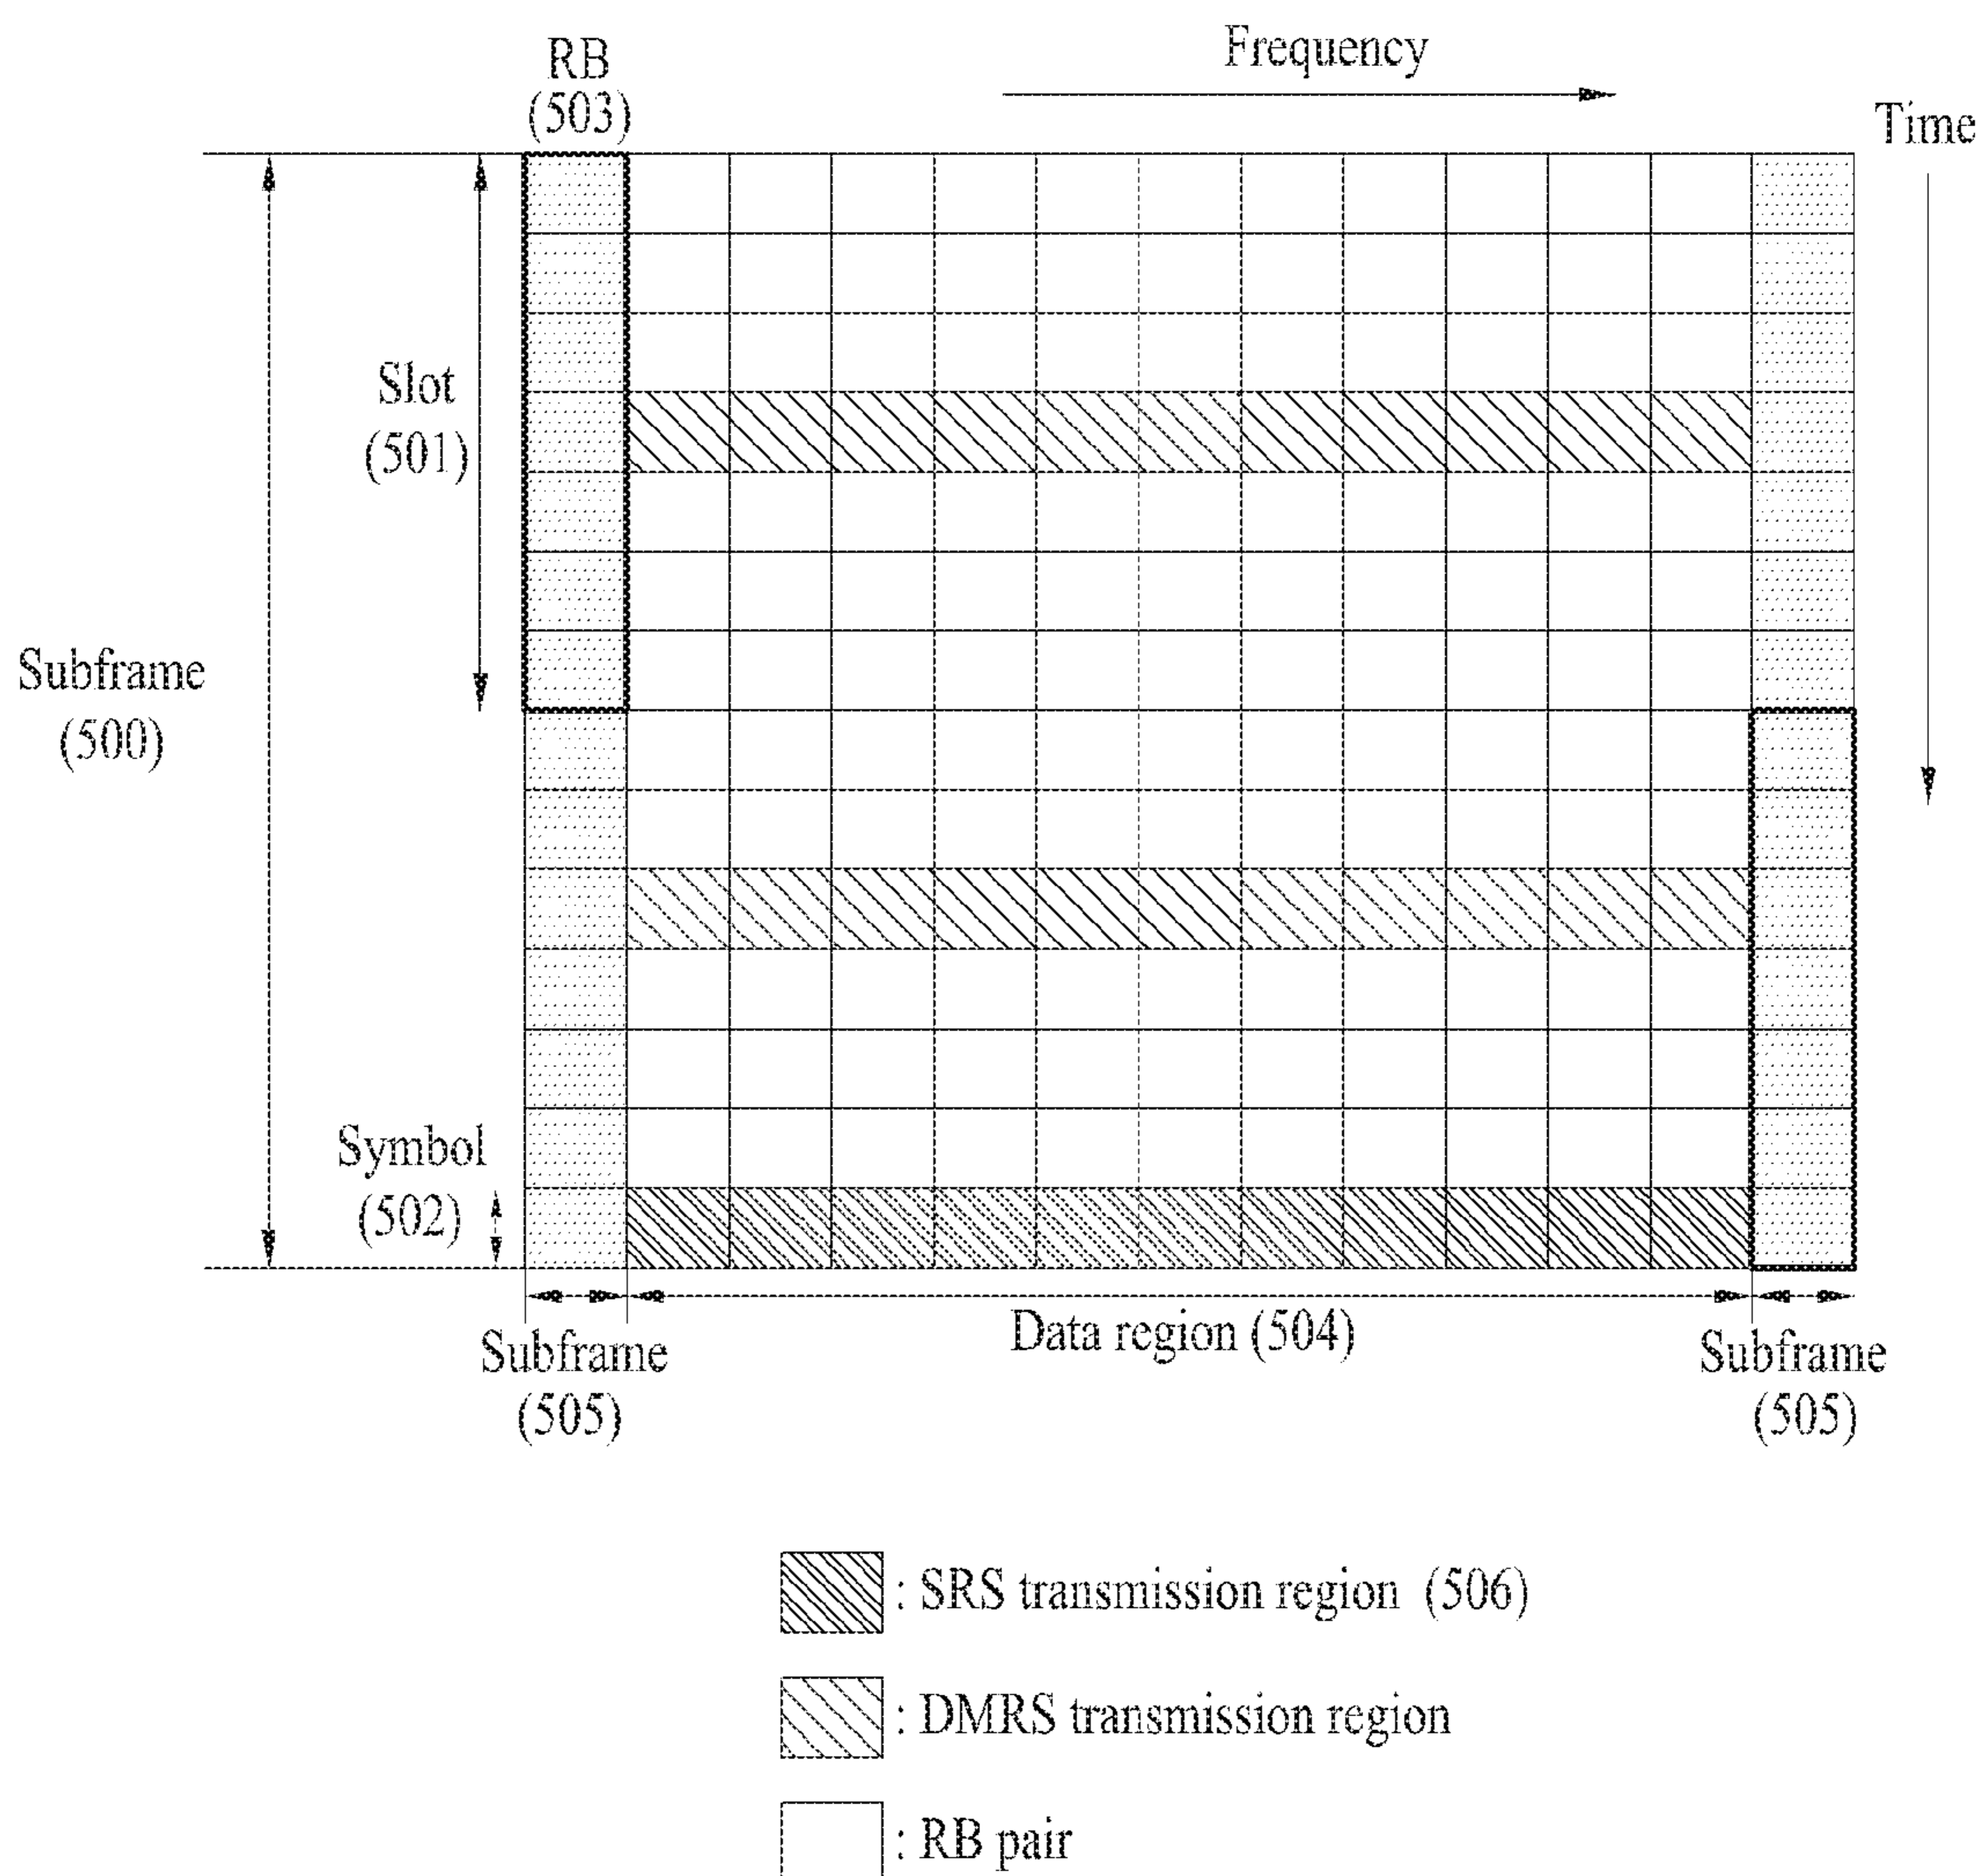 RB
(503)
Frequency
Time
Slot
(501)
Subframe
(500)
Symbol
(502)
Subframe
(505)
Data region (504)
Subframe
(505)
: SRS transmission region (506)
: DMRS transmission region
: RB pair